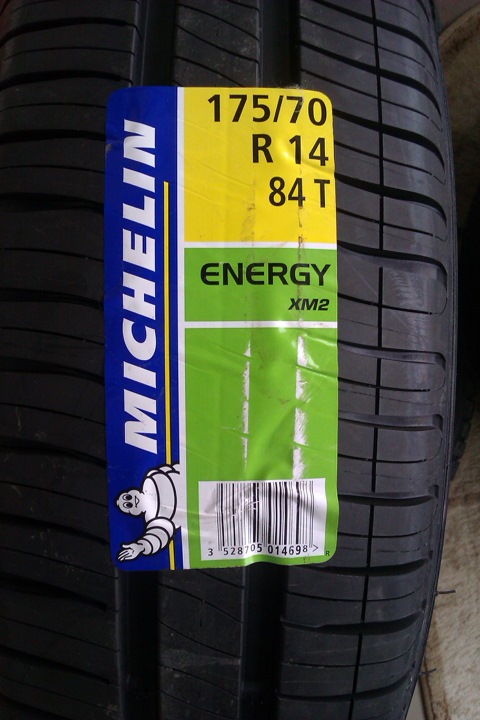 MICHELIN
175/70
R 14
84 T
ENERGY
XM2
3 528705 014698 >
R